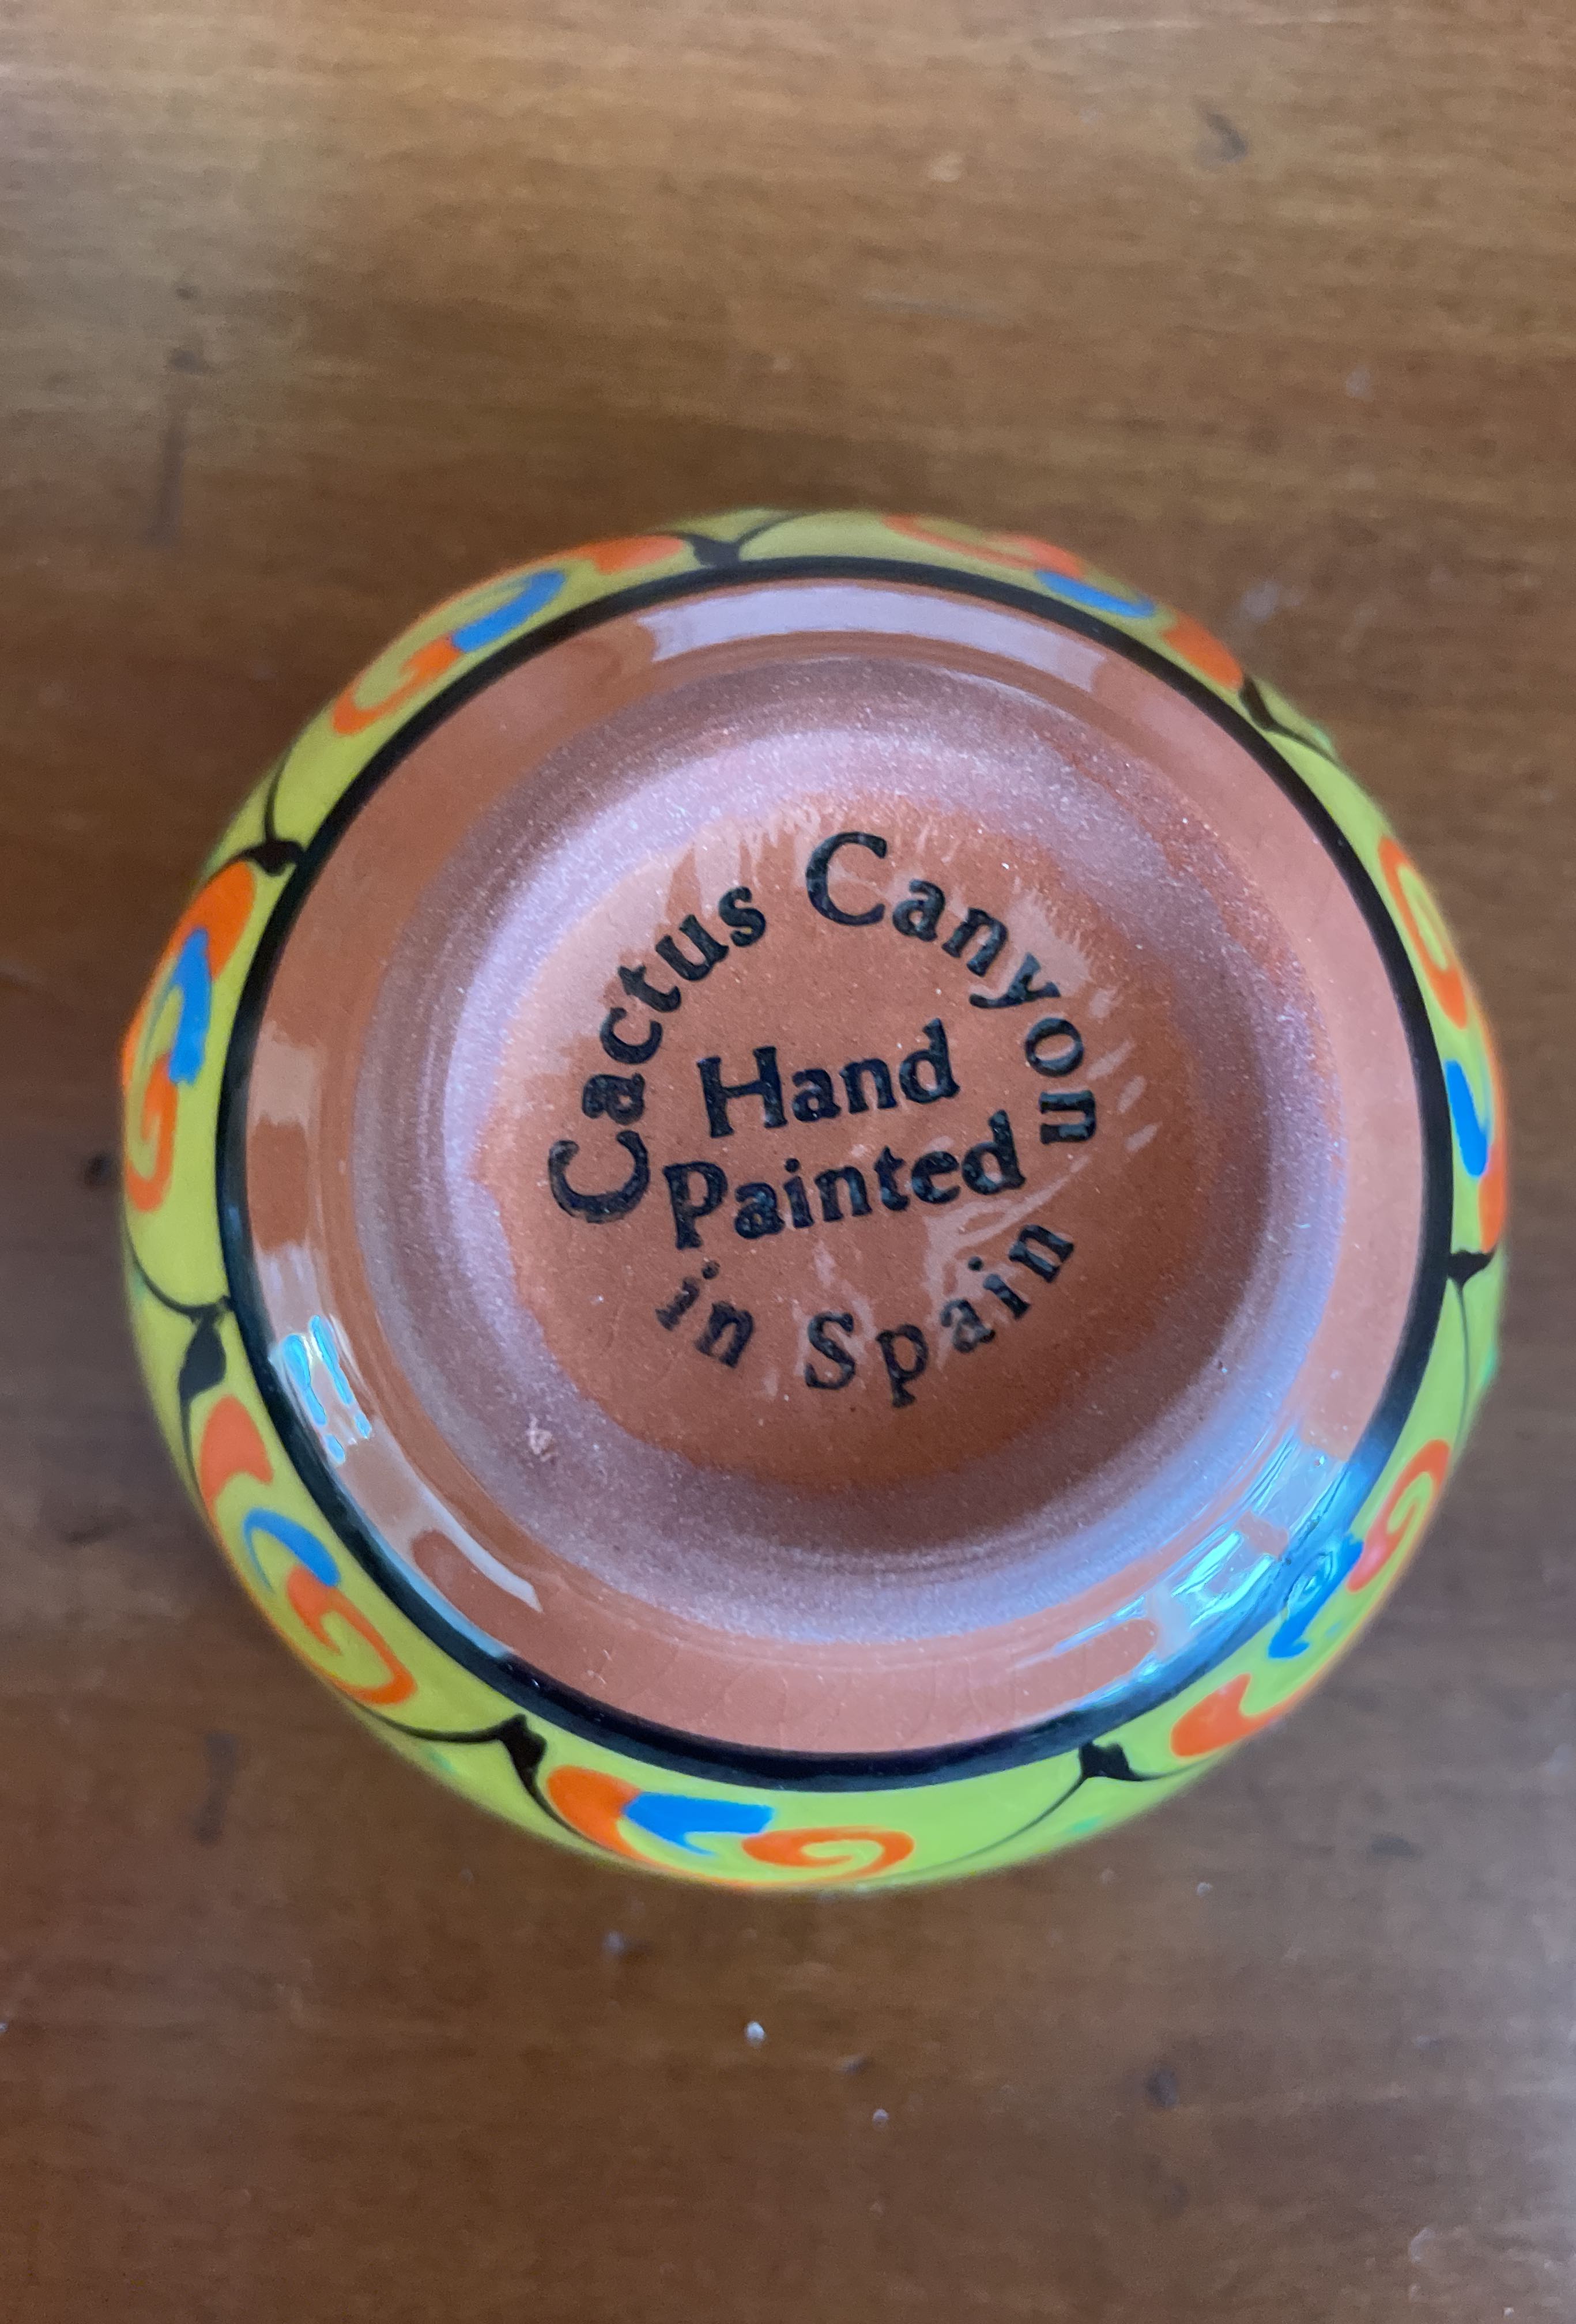 Cactus Canyon
Hand
Painted
in Spain